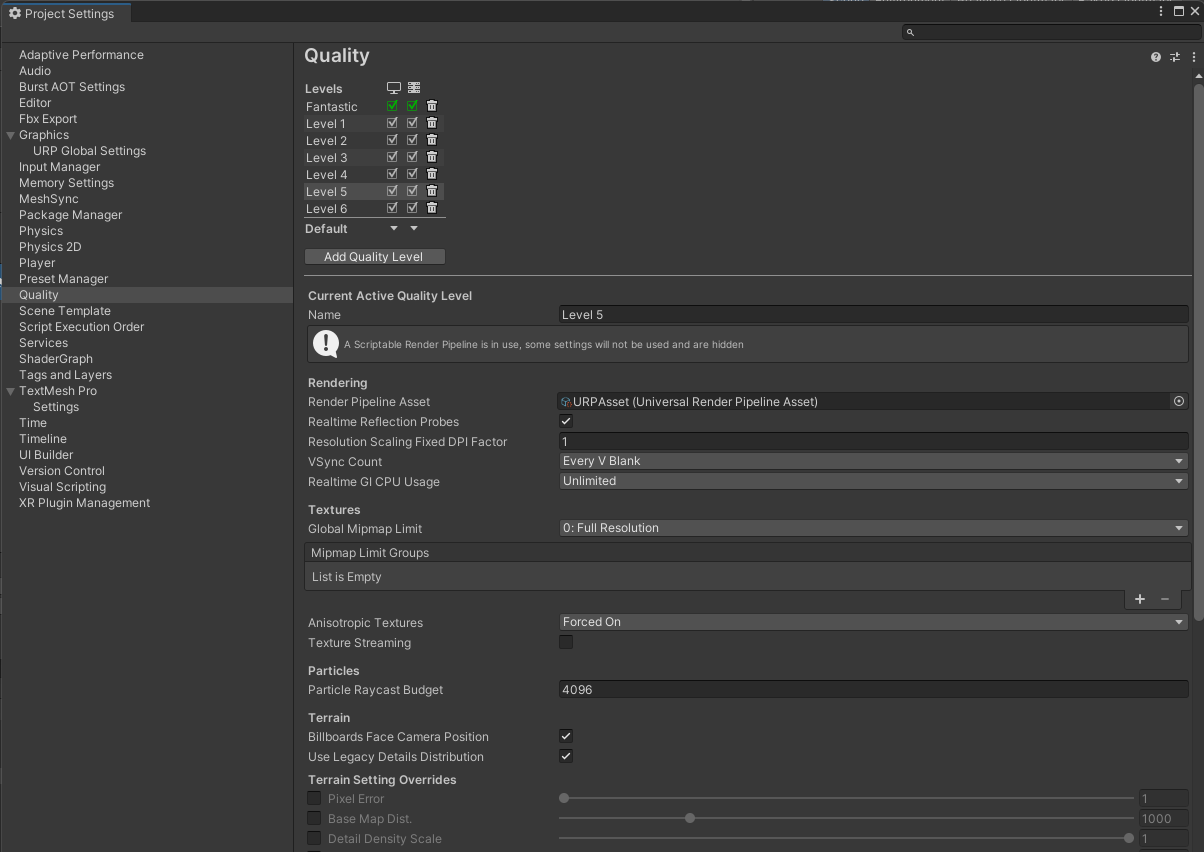 Project Settings
Adaptive Performance
Audio
Burst AOT Settings
Editor
Fbx Export
Graphics
URP Global Settings
Input Manager
Memory Settings
MeshSync
Package Manager
Physics
Physics 2D
Player
Preset Manager
Quality
Scene Template
Script Execution Order
Services
ShaderGraph
Tags and Layers
TextMesh Pro
Settings
Time
Timeline
UI Builder
Version Control
Visual Scripting
XR Plugin Management
Quality
Levels
Fantastic
Level 1
Level 2
Level 3
Level 4
Level 5
Level 6
Default
Add Quality Level
Current Active Quality Level
Name Level 5
A Scriptable Render Pipeline is in use, some settings will not be used and are hidden
Rendering
Render Pipeline Asset URPAsset (Universal Render Pipeline Asset)
Realtime Reflection Probes
Resolution Scaling Fixed DPI Factor 1
VSync Count Every V Blank
Realtime GI CPU Usage Unlimited
Textures
Global Mipmap Limit 0: Full Resolution
Mipmap Limit Groups
List is Empty
Anisotropic Textures Forced On
Texture Streaming
Particles
Particle Raycast Budget 4096
Terrain
Billboards Face Camera Position
Use Legacy Details Distribution
Terrain Setting Overrides
Pixel Error 1
Base Map Dist. 1000
Detail Density Scale 1